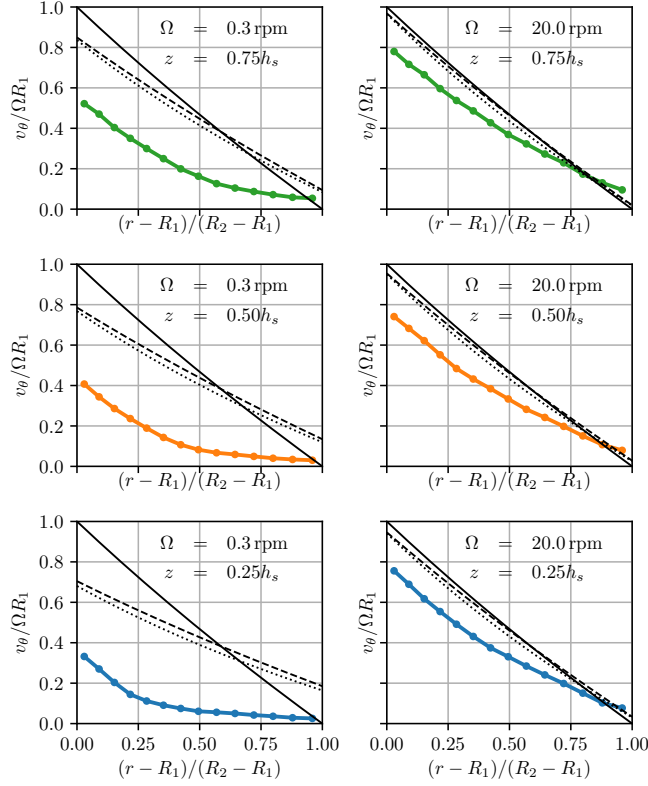 1.0
0.8
0.6
0.4
0.2
0.0
v_θ/ΩR_1
Ω = 0.3 rpm
z = 0.75h_s
(r − R_1)/(R_2 − R_1)
v_θ/ΩR_1
Ω = 20.0 rpm
z = 0.75h_s
(r − R_1)/(R_2 − R_1)
1.0
0.8
0.6
0.4
0.2
0.0
v_θ/ΩR_1
Ω = 0.3 rpm
z = 0.50h_s
(r − R_1)/(R_2 − R_1)
v_θ/ΩR_1
Ω = 20.0 rpm
z = 0.50h_s
(r − R_1)/(R_2 − R_1)
1.0
0.8
0.6
0.4
0.2
0.0
v_θ/ΩR_1
Ω = 0.3 rpm
z = 0.25h_s
0.00 0.25 0.50 0.75 1.00
(r − R_1)/(R_2 − R_1)
v_θ/ΩR_1
Ω = 20.0 rpm
z = 0.25h_s
0.00 0.25 0.50 0.75 1.00
(r − R_1)/(R_2 − R_1)